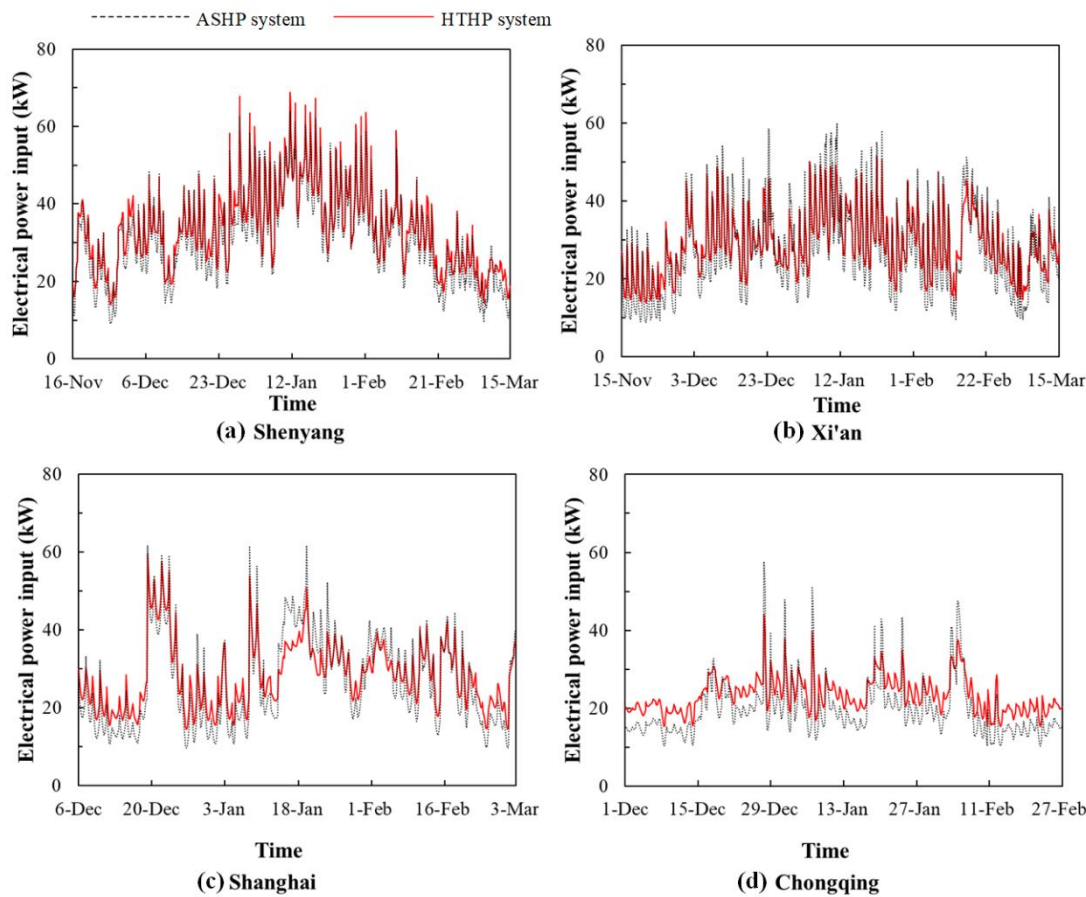 ASHP system HTHP system
Electrical power input (kW)
80
60
40
20
0
16-Nov 6-Dec 23-Dec 12-Jan 1-Feb 21-Feb 15-Mar
Time
(a) Shenyang
Electrical power input (kW)
80
60
40
20
0
15-Nov 3-Dec 23-Dec 12-Jan 1-Feb 22-Feb 15-Mar
Time
(b) Xi'an
Electrical power input (kW)
80
60
40
20
0
6-Dec 20-Dec 3-Jan 18-Jan 1-Feb 16-Feb 3-Mar
Time
(c) Shanghai
Electrical power input (kW)
80
60
40
20
0
1-Dec 15-Dec 29-Dec 13-Jan 27-Jan 11-Feb 27-Feb
Time
(d) Chongqing